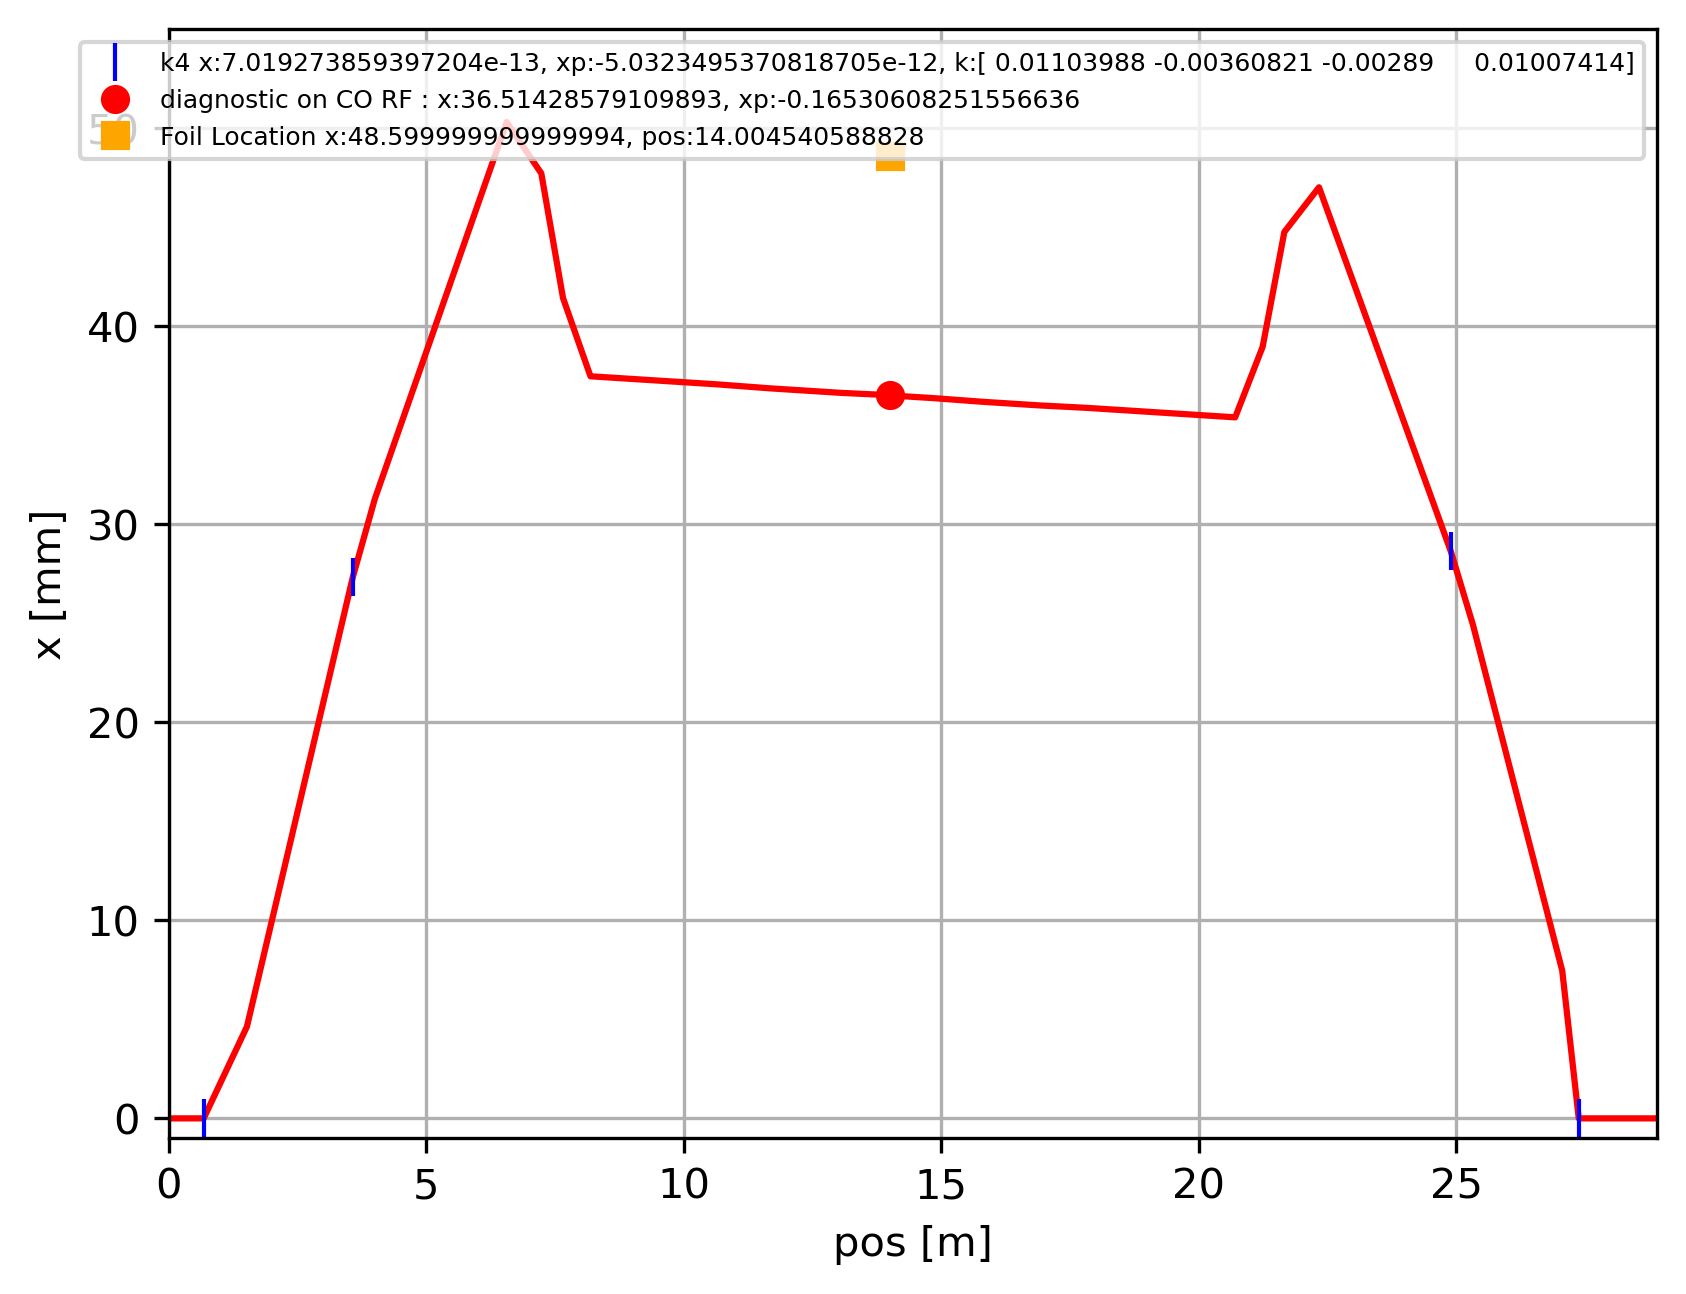 k4 x:7.019273859397204e-13, xp:-5.0323495370818705e-12, k:[ 0.01103988 -0.00360821 -0.00289 0.01007414]
diagnostic on CO RF : x:36.51428579109893, xp:-0.16530608251556636
Foil Location x:48.599999999999994, pos:14.004540588828
50
40
30
20
10
0
x [mm]
0 5 10 15 20 25
pos [m]